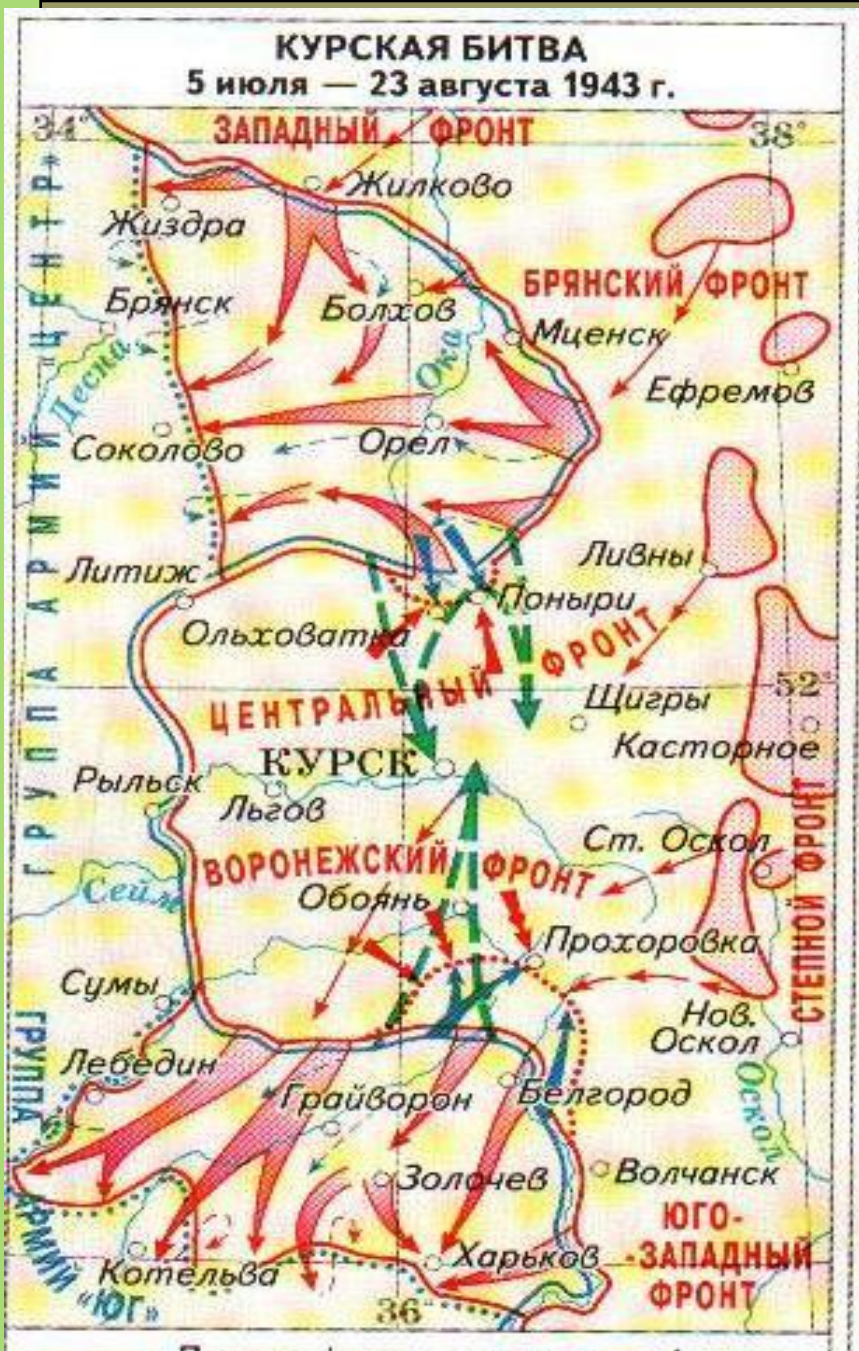 КУРСКАЯ БИТВА
5 июля — 23 августа 1943 г.
34°
ЗАПАДНЫЙ ФРОНТ
38°
Жилково
Жиздра
БРЯНСКИЙ ФРОНТ
Брянск
Болхов
Мценск
Ока
Десна
Ефремов
Соколово
Орел
ГРУППА АРМИЙ „ЦЕНТР"
Ливны
Литиж
Поныри
Ольховатка
ЦЕНТРАЛЬНЫЙ ФРОНТ
52°
Щигры
Касторное
КУРСК
Рыльск
Льгов
Ст. Оскол
ВОРОНЕЖСКИЙ ФРОНТ
СТЕПНОЙ ФРОНТ
Сейм
Обоянь
Прохоровка
Сумы
Нов.
Оскол
Лебедин
Грайворон
Белгород
Оскол
Золочев
Волчанск
ЮГО-
-ЗАПАДНЫЙ
ФРОНТ
Харьков
Котельва
ГРУППА АРМИЙ „ЮГ"
36°